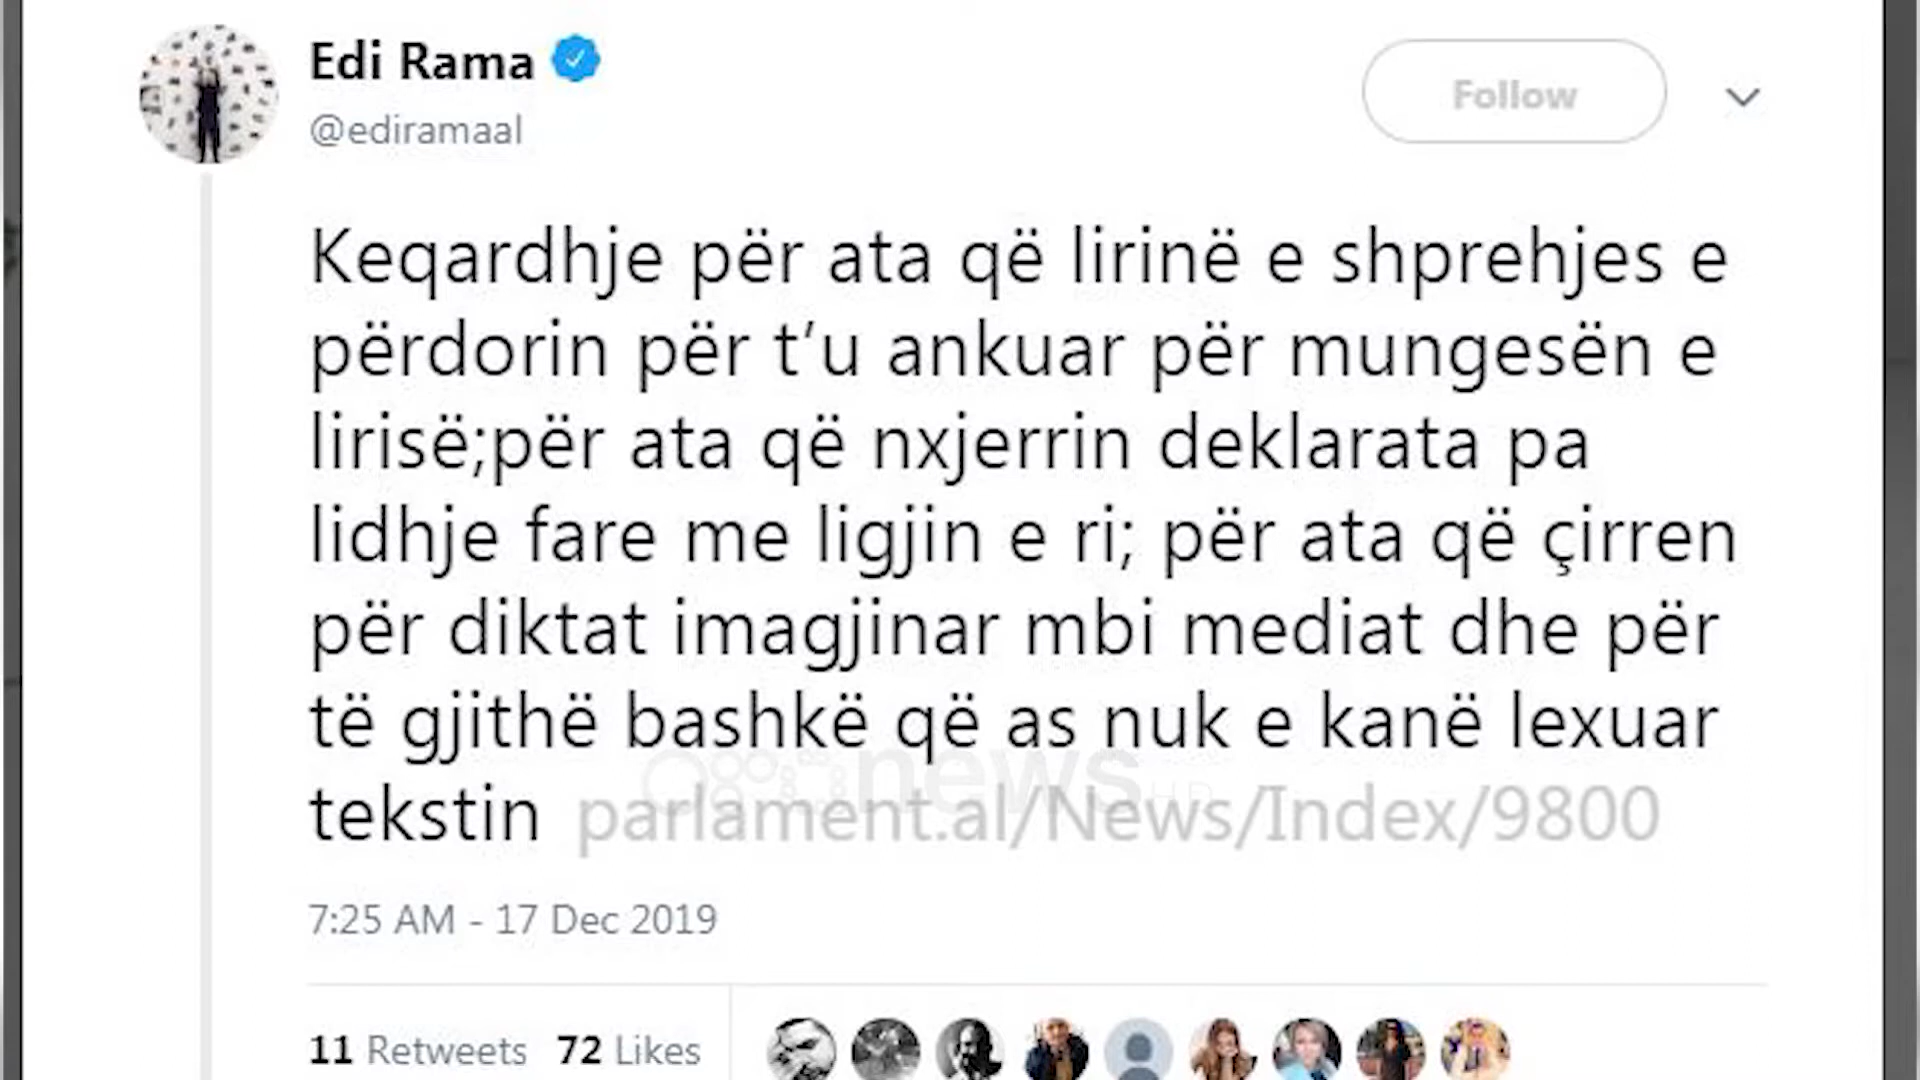 Edi Rama
@ediramaal
Follow
Keqardhje për ata që lirinë e shprehjes e
përdorin për t’u ankuar për mungesën e
lirisë;për ata që nxjerrin deklarata pa
lidhje fare me ligjin e ri; për ata që çirren
për diktat imagjinar mbi mediat dhe për
të gjithë bashkë që as nuk e kanë lexuar
tekstin parlament.al/News/Index/9800
news
7:25 AM - 17 Dec 2019
11 Retweets 72 Likes